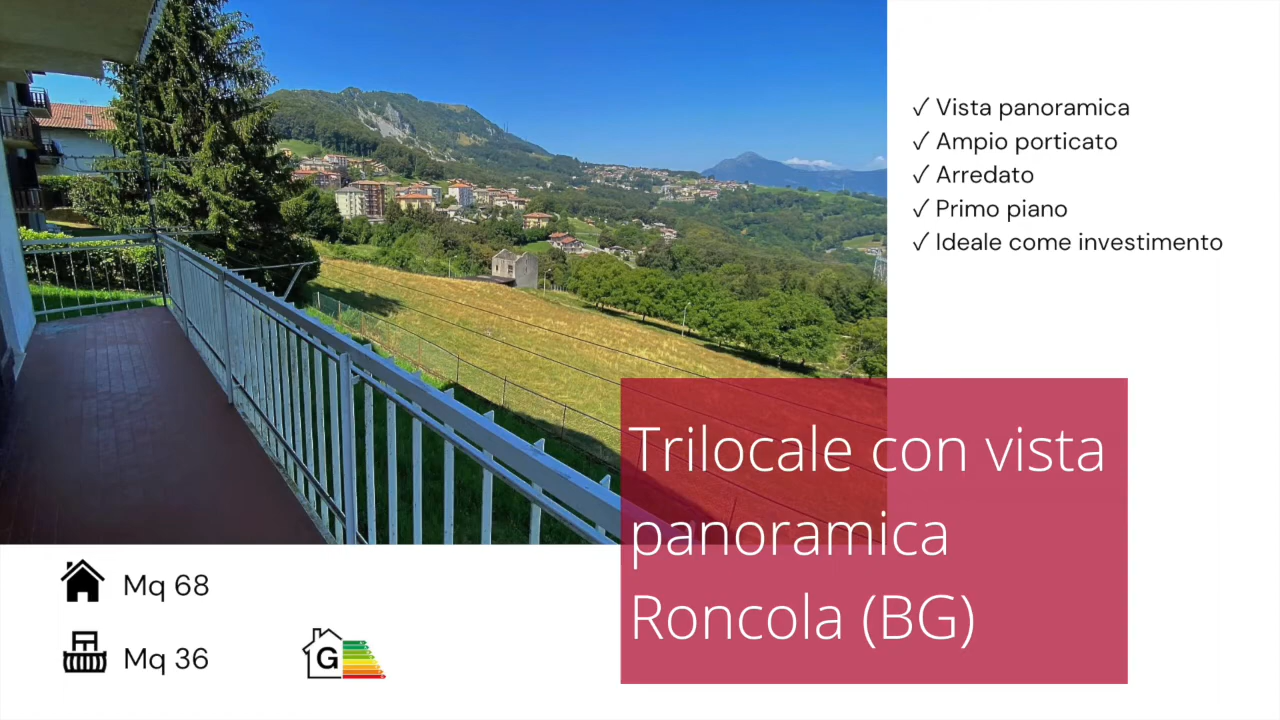 ✓ Vista panoramica
✓ Ampio porticato
✓ Arredato
✓ Primo piano
✓ Ideale come investimento
Trilocale con vista
panoramica
Roncola (BG)
Mq 68
Mq 36
G